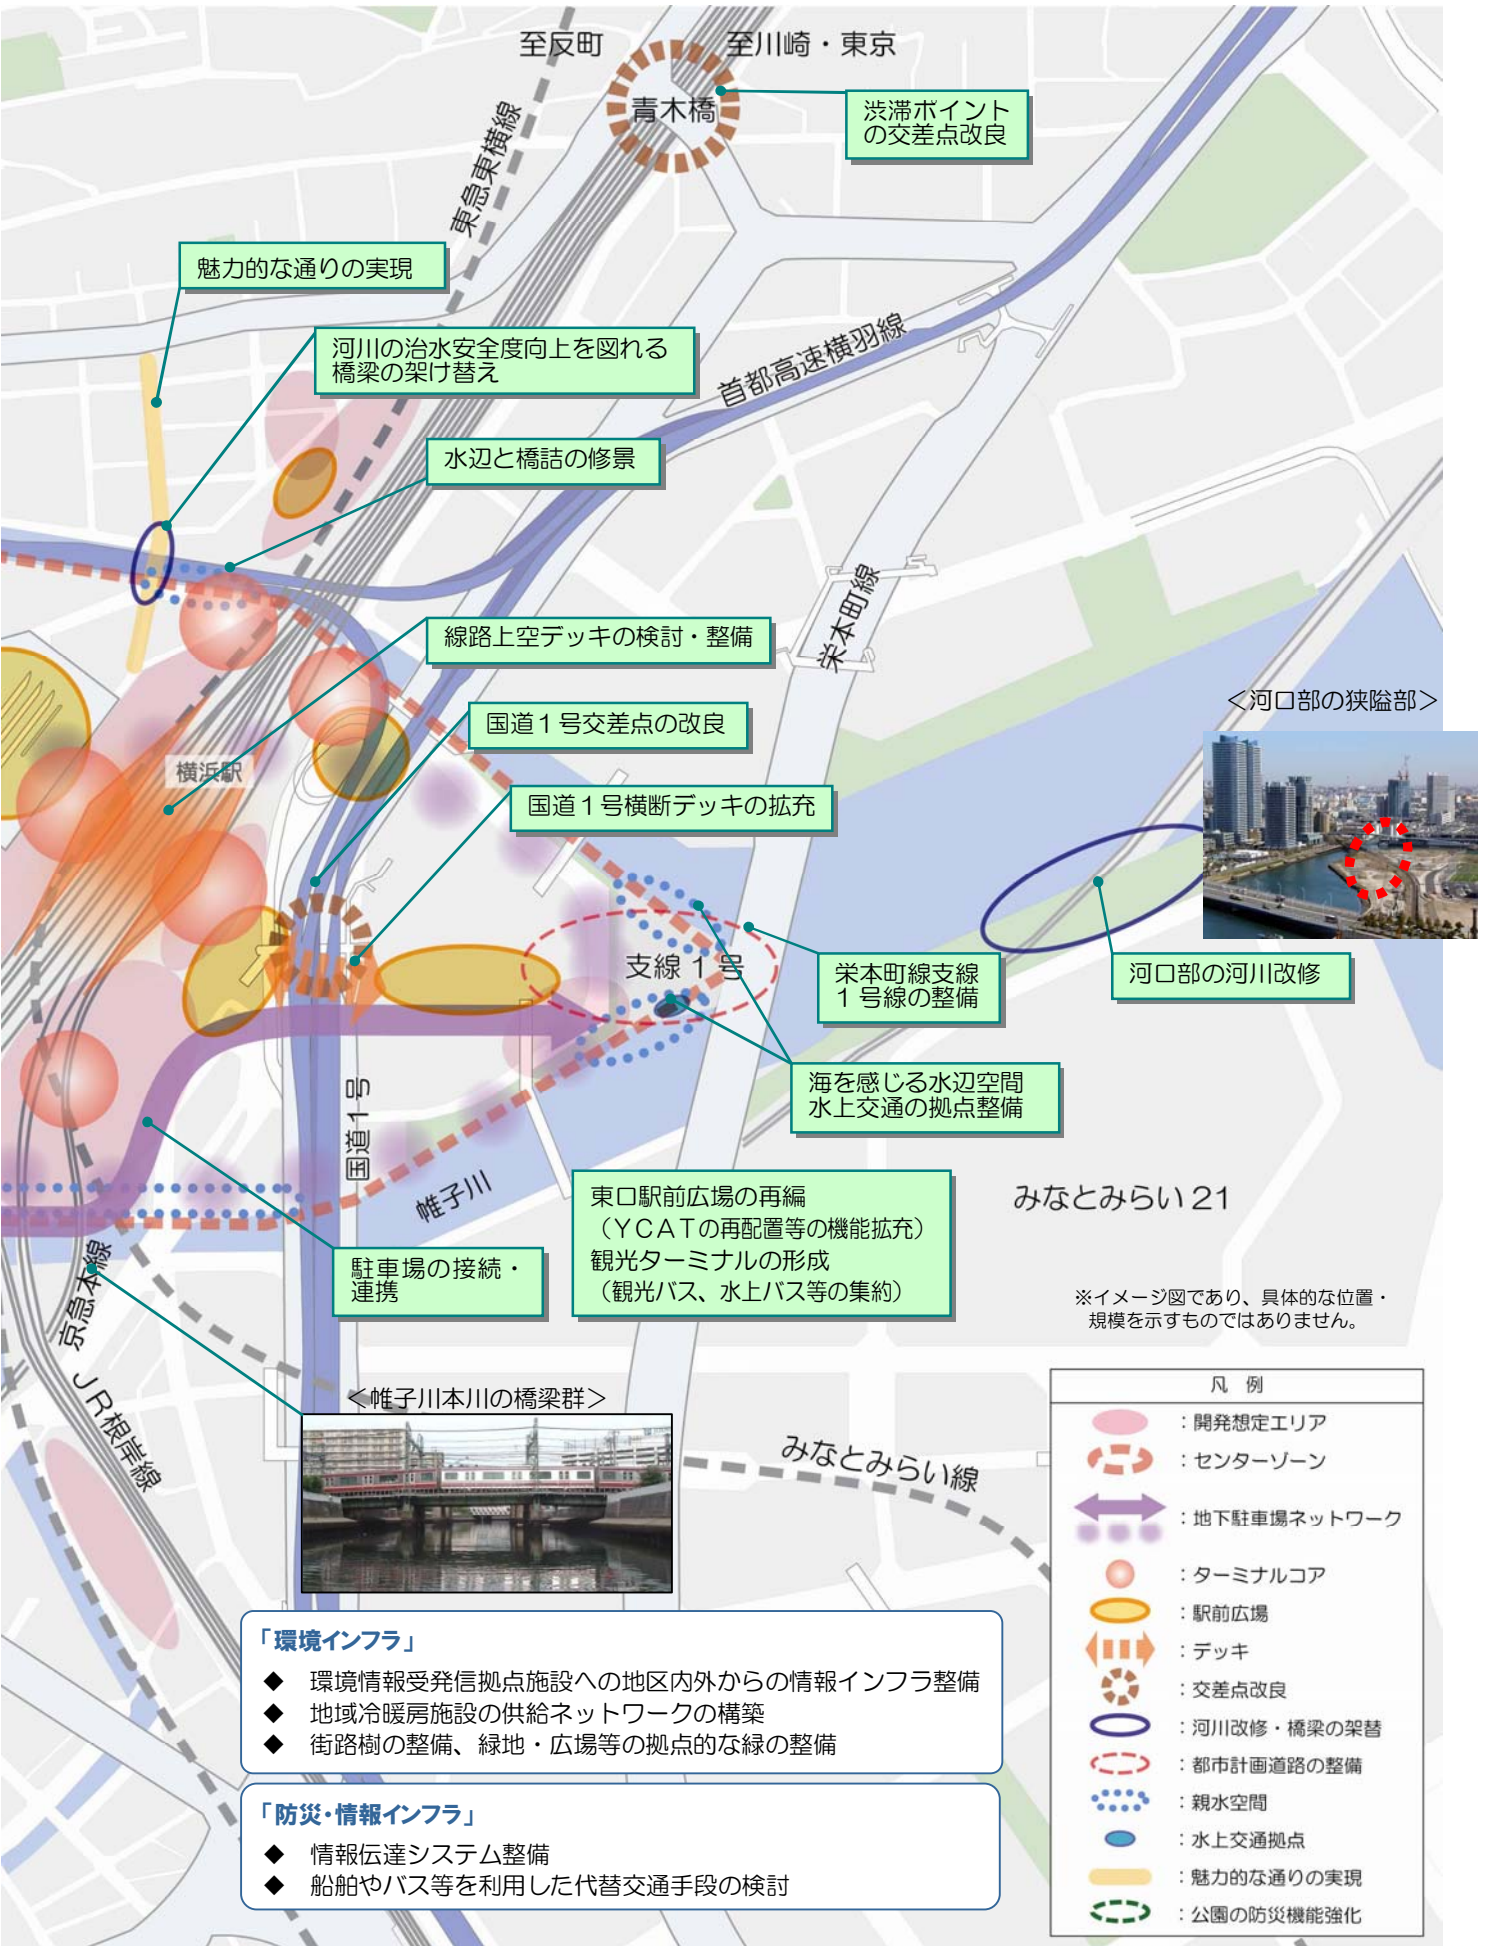 至反町
至川崎・東京
青木橋
渋滞ポイント
の交差点改良
東急東横線
魅力的な通りの実現
河川の治水安全度向上を図れる
橋梁の架け替え
首都高速横羽線
水辺と橋詰の修景
栄本町線
線路上空デッキの検討・整備
＜河口部の狭隘部＞
国道１号交差点の改良
横浜駅
国道１号横断デッキの拡充
支線１号
栄本町線支線
１号線の整備
河口部の河川改修
海を感じる水辺空間
水上交通の拠点整備
国道１号
帷子川
東口駅前広場の再編
（ＹＣＡＴの再配置等の機能拡充）
観光ターミナルの形成
（観光バス、水上バス等の集約）
みなとみらい21
駐車場の接続・
連携
京急本線
※イメージ図であり、具体的な位置・
規模を示すものではありません。
ＪＲ根岸線
＜帷子川本川の橋梁群＞
みなとみらい線
凡 例
：開発想定エリア
：センターゾーン
：地下駐車場ネットワーク
：ターミナルコア
：駅前広場
：デッキ
：交差点改良
：河川改修・橋梁の架替
：都市計画道路の整備
：親水空間
：水上交通拠点
：魅力的な通りの実現
：公園の防災機能強化
「環境インフラ」
◆ 環境情報受発信拠点施設への地区内外からの情報インフラ整備
◆ 地域冷暖房施設の供給ネットワークの構築
◆ 街路樹の整備、緑地・広場等の拠点的な緑の整備
「防災・情報インフラ」
◆ 情報伝達システム整備
◆ 船舶やバス等を利用した代替交通手段の検討